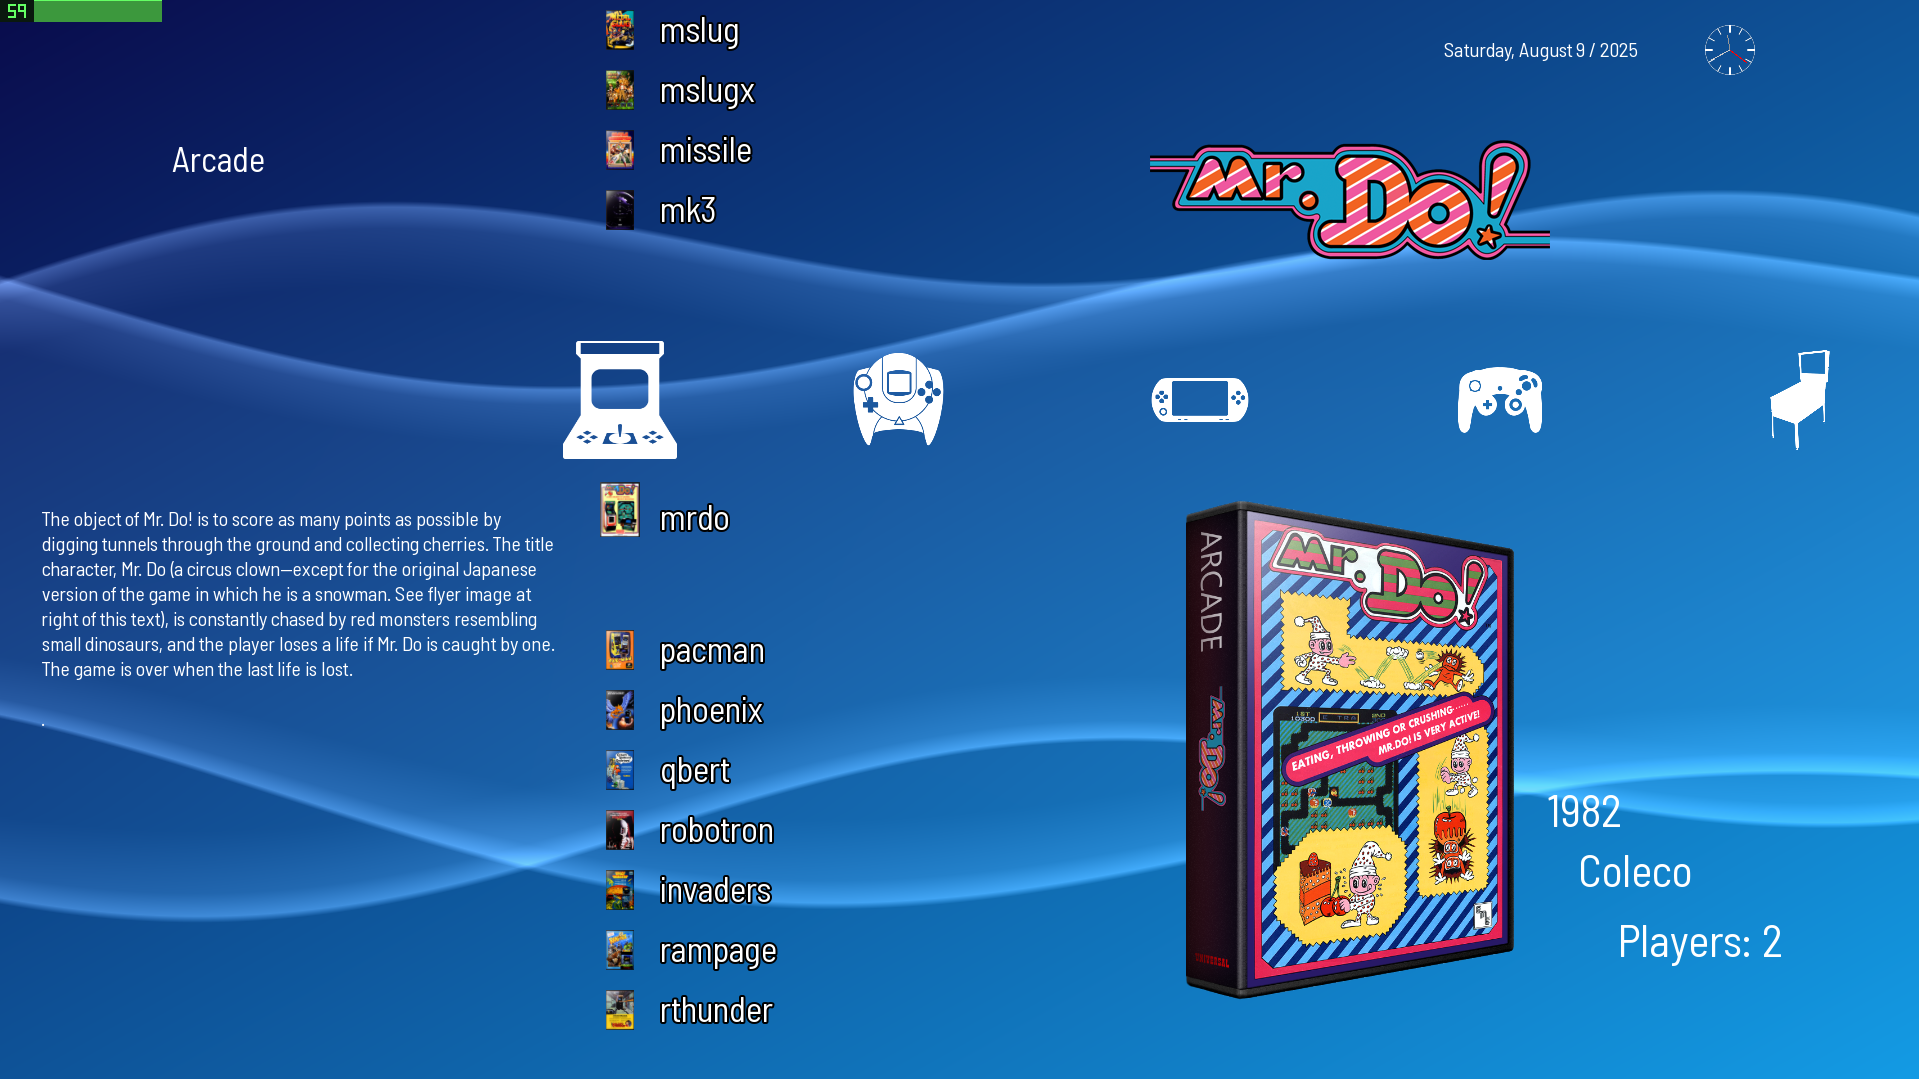 59
mslug
Saturday, August 9 / 2025
mslugx
missile
Arcade
mk3
Mr. Do!
mrdo
The object of Mr. Do! is to score as many points as possible by
digging tunnels through the ground and collecting cherries. The title
character, Mr. Do (a circus clown—except for the original Japanese
version of the game in which he is a snowman. See flyer image at
right of this text), is constantly chased by red monsters resembling
small dinosaurs, and the player loses a life if Mr. Do is caught by one.
The game is over when the last life is lost.
.
pacman
phoenix
qbert
robotron
invaders
rampage
rthunder
ARCADE
Mr. Do!
UNIVERSAL
Mr. Do!
EATING, THROWING OR CRUSHING......
MR.DO! IS VERY ACTIVE!
1982
Coleco
Players: 2